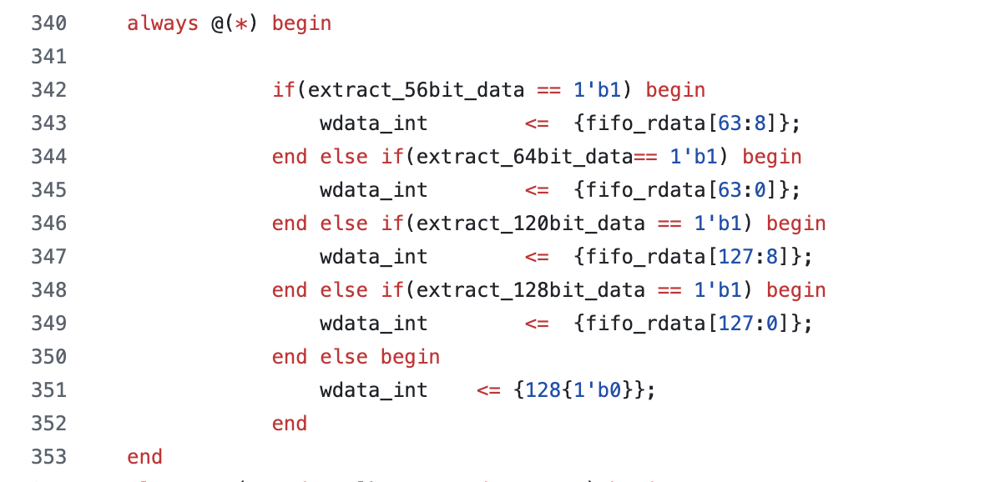 340 always @(*) begin
341
342 if(extract_56bit_data == 1'b1) begin
343 wdata_int <= {fifo_rdata[63:8]};
344 end else if(extract_64bit_data== 1'b1) begin
345 wdata_int <= {fifo_rdata[63:0]};
346 end else if(extract_120bit_data == 1'b1) begin
347 wdata_int <= {fifo_rdata[127:8]};
348 end else if(extract_128bit_data == 1'b1) begin
349 wdata_int <= {fifo_rdata[127:0]};
350 end else begin
351 wdata_int <= {128{1'b0}};
352 end
353 end